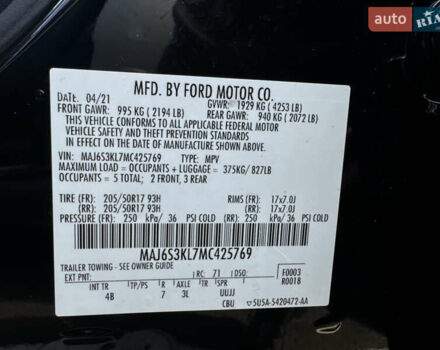 RIA
MFD. BY FORD MOTOR CO.
DATE: 04/21 GVWR: 1929 KG ( 4253 LB)
FRONT GAWR: 995 KG ( 2194 LB) REAR GAWR: 940 KG (2072 LB)
THIS VEHICLE CONFORMS TO ALL APPLICABLE FEDERAL
MOTOR VEHICLE SAFETY AND THEFT PREVENTION STANDARDS
IN EFFECT ON THE DATE OF MANUFACTURE SHOWN ABOVE.
VIN: MAJ6S3KL7MC425769 TYPE: MPV
MAXIMUM LOAD = OCCUPANTS + LUGGAGE = 375KG/ 827LB
OCCUPANTS = 5 TOTAL; 2 FRONT, 3 REAR
TIRE (FR): 205/50R17 93H RIMS (FR): 17x7.0J
(RR): 205/50R17 93H (RR): 17x7.0J
PRESSURE (FR): 250 kPa/ 36 PSI COLD (RR): 250 kPa/ 36 PSI COLD
MAJ6S3KL7MC425769
TRAILER TOWING - SEE OWNER GUIDE
EXT PNT: RC: 71 DSO: F0003
R0018
INT TR TP/PS R AXLE TR SPR
4B 7 3L UUJJ
CBU 5U5A-5420472-AA